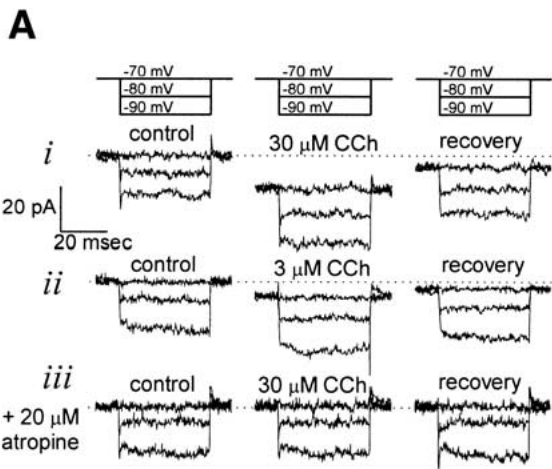 A
-70 mV -70 mV -70 mV
-80 mV -80 mV -80 mV
-90 mV -90 mV -90 mV
i control 30 μM CCh recovery
20 pA
20 msec
ii control 3 μM CCh recovery
iii control 30 μM CCh recovery
+ 20 μM
atropine